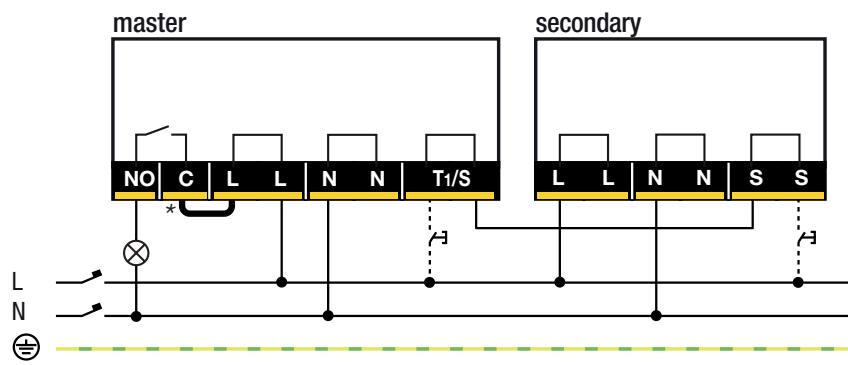 master secondary
NO C L L N N T1/S L L N N S S
*
L
N